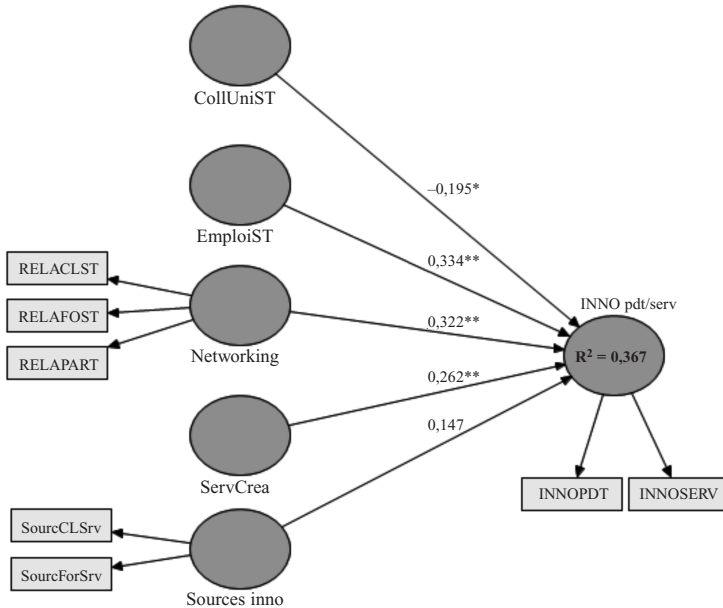 CollUniST
–0,195*
EmploiST
0,334**
RELACLST
RELAFOST
RELAPART
Networking
0,322**
INNO pdt/serv
R² = 0,367
0,262**
ServCrea
0,147
INNOPDT
INNOSERV
SourcCLSrv
SourcForSrv
Sources inno